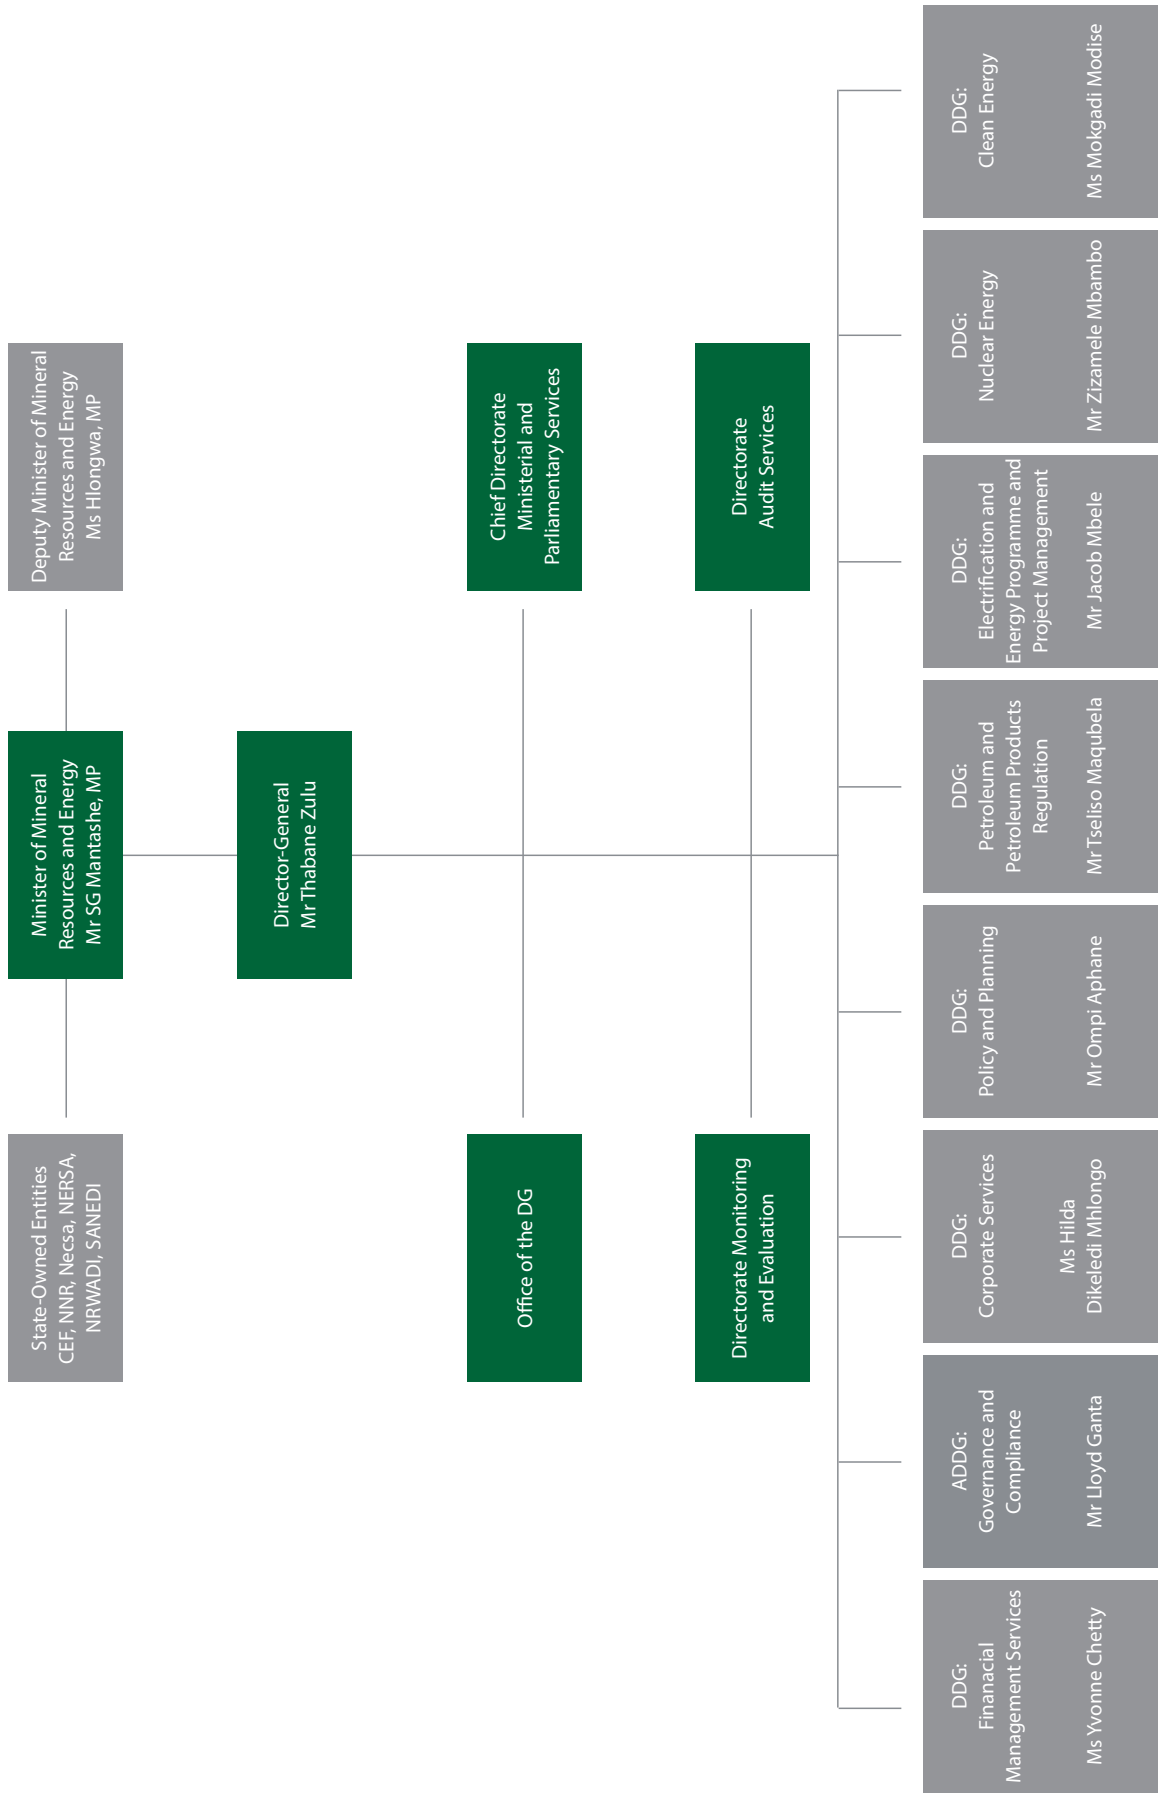 State-Owned Entities
CEF, NNR, Necsa, NERSA,
NRWADI, SANEDI
Minister of Mineral
Resources and Energy
Mr SG Mantashe, MP
Deputy Minister of Mineral
Resources and Energy
Ms Hlongwa, MP
Director-General
Mr Thabane Zulu
Office of the DG
Chief Directorate
Ministerial and
Parliamentary Services
Directorate Monitoring
and Evaluation
Directorate
Audit Services
DDG:
Finanacial
Management Services
Ms Yvonne Chetty
ADDG:
Governance and
Compliance
Mr Lloyd Ganta
DDG:
Corporate Services
Ms Hilda
Dikeledi Mhlongo
DDG:
Policy and Planning
Mr Ompi Aphane
DDG:
Petroleum and
Petroleum Products
Regulation
Mr Tseliso Maqubela
DDG:
Electrification and
Energy Programme and
Project Management
Mr Jacob Mbele
DDG:
Nuclear Energy
Mr Zizamele Mbambo
DDG:
Clean Energy
Ms Mokgadi Modise